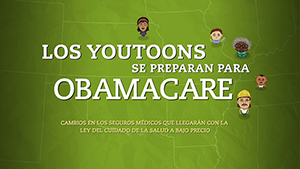 LOS YOUTOONS
SE PREPARAN PARA
OBAMACARE
CAMBIOS EN LOS SEGUROS MÉDICOS QUE LLEGARÁN CON LA
LEY DEL CUIDADO DE LA SALUD A BAJO PRECIO